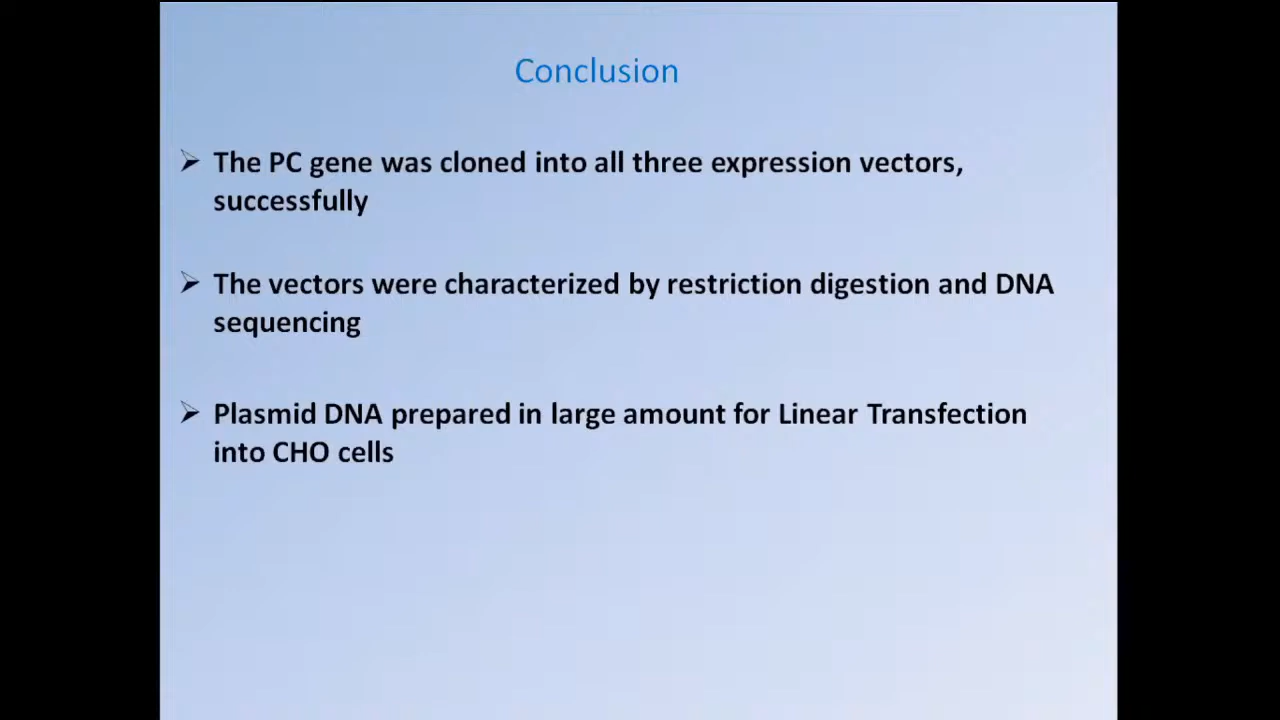 Conclusion
The PC gene was cloned into all three expression vectors,
successfully
The vectors were characterized by restriction digestion and DNA
sequencing
Plasmid DNA prepared in large amount for Linear Transfection
into CHO cells